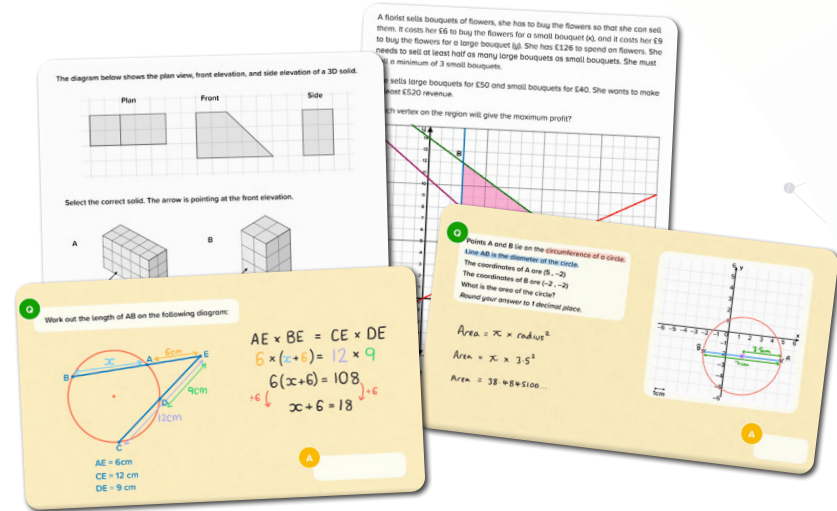 The diagram below shows the plan view, front elevation, and side elevation of a 3D solid.
Plan
Front
Side
Select the correct solid. The arrow is pointing at the front elevation.
A
B
A florist sells bouquets of flowers, she has to buy the flowers so that she can sell
them. It costs her £6 to buy the flowers for a small bouquet (x), and it costs her £9
to buy the flowers for a large bouquet (y). She has £126 to spend on flowers. She
needs to sell at least half as many large bouquets as small bouquets. She must
a minimum of 3 small bouquets.
sells large bouquets for £50 and small bouquets for £40. She wants to make
£520 revenue.
vertex on the region will give the maximum profit?
B
Q
Work out the length of AB on the following diagram:
x
6cm
A
E
B
D
9cm
12cm
C
AE = 6cm
CE = 12 cm
DE = 9 cm
AE × BE = CE × DE
6 × (x+6) = 12 × 9
6(x+6) = 108
÷6
÷6
x+6 = 18
A
Q
Points A and B lie on the circumference of a circle.
Line AB is the diameter of the circle.
The coordinates of A are (5, -2)
The coordinates of B are (-2, -2)
What is the area of the circle?
Round your answer to 1 decimal place.
Area = π × radius²
Area = π × 3.5²
Area = 38.4845100...
y
x
3.5cm
B
A
7cm
1cm
A